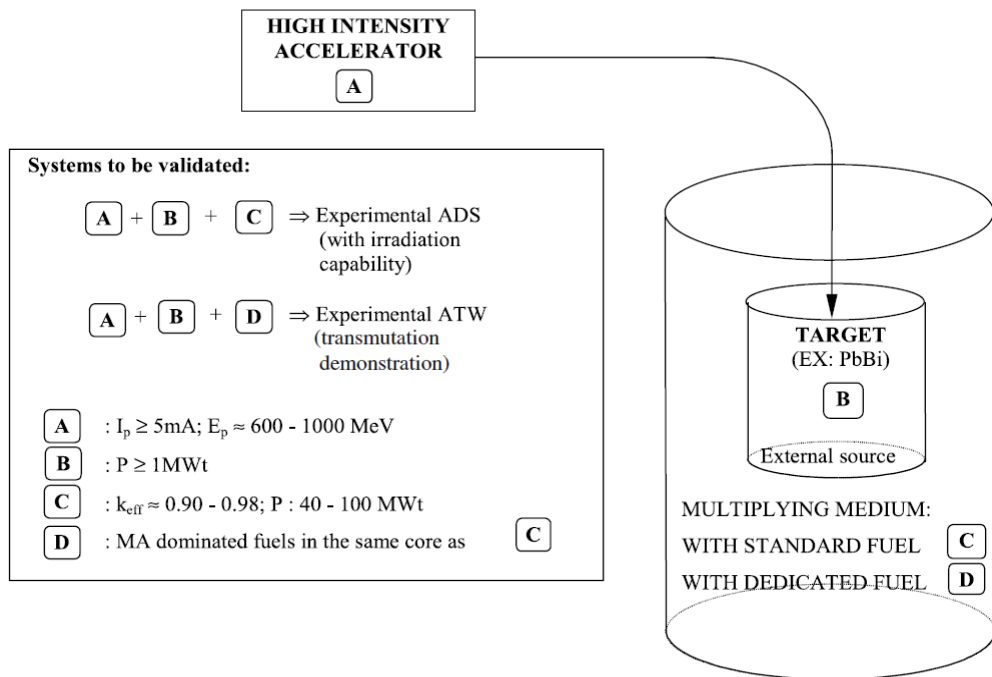 HIGH INTENSITY
ACCELERATOR
A
Systems to be validated:
A + B + C ⇒ Experimental ADS
(with irradiation
capability)
A + B + D ⇒ Experimental ATW
(transmutation
demonstration)
A : Iₚ ≥ 5mA; Eₚ ≈ 600 - 1000 MeV
B : P ≥ 1MWt
C : k_eff ≈ 0.90 - 0.98; P : 40 - 100 MWt
D : MA dominated fuels in the same core as C
TARGET
(EX: PbBi)
B
External source
MULTIPLYING MEDIUM:
WITH STANDARD FUEL C
WITH DEDICATED FUEL D